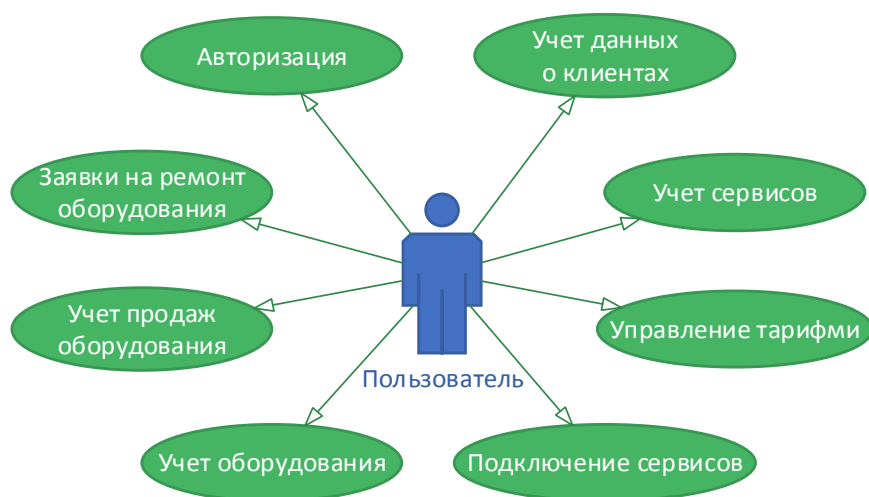 Авторизация
Учет данных
о клиентах
Заявки на ремонт
оборудования
Учет сервисов
Учет продаж
оборудования
Управление тарифми
Пользователь
Учет оборудования
Подключение сервисов